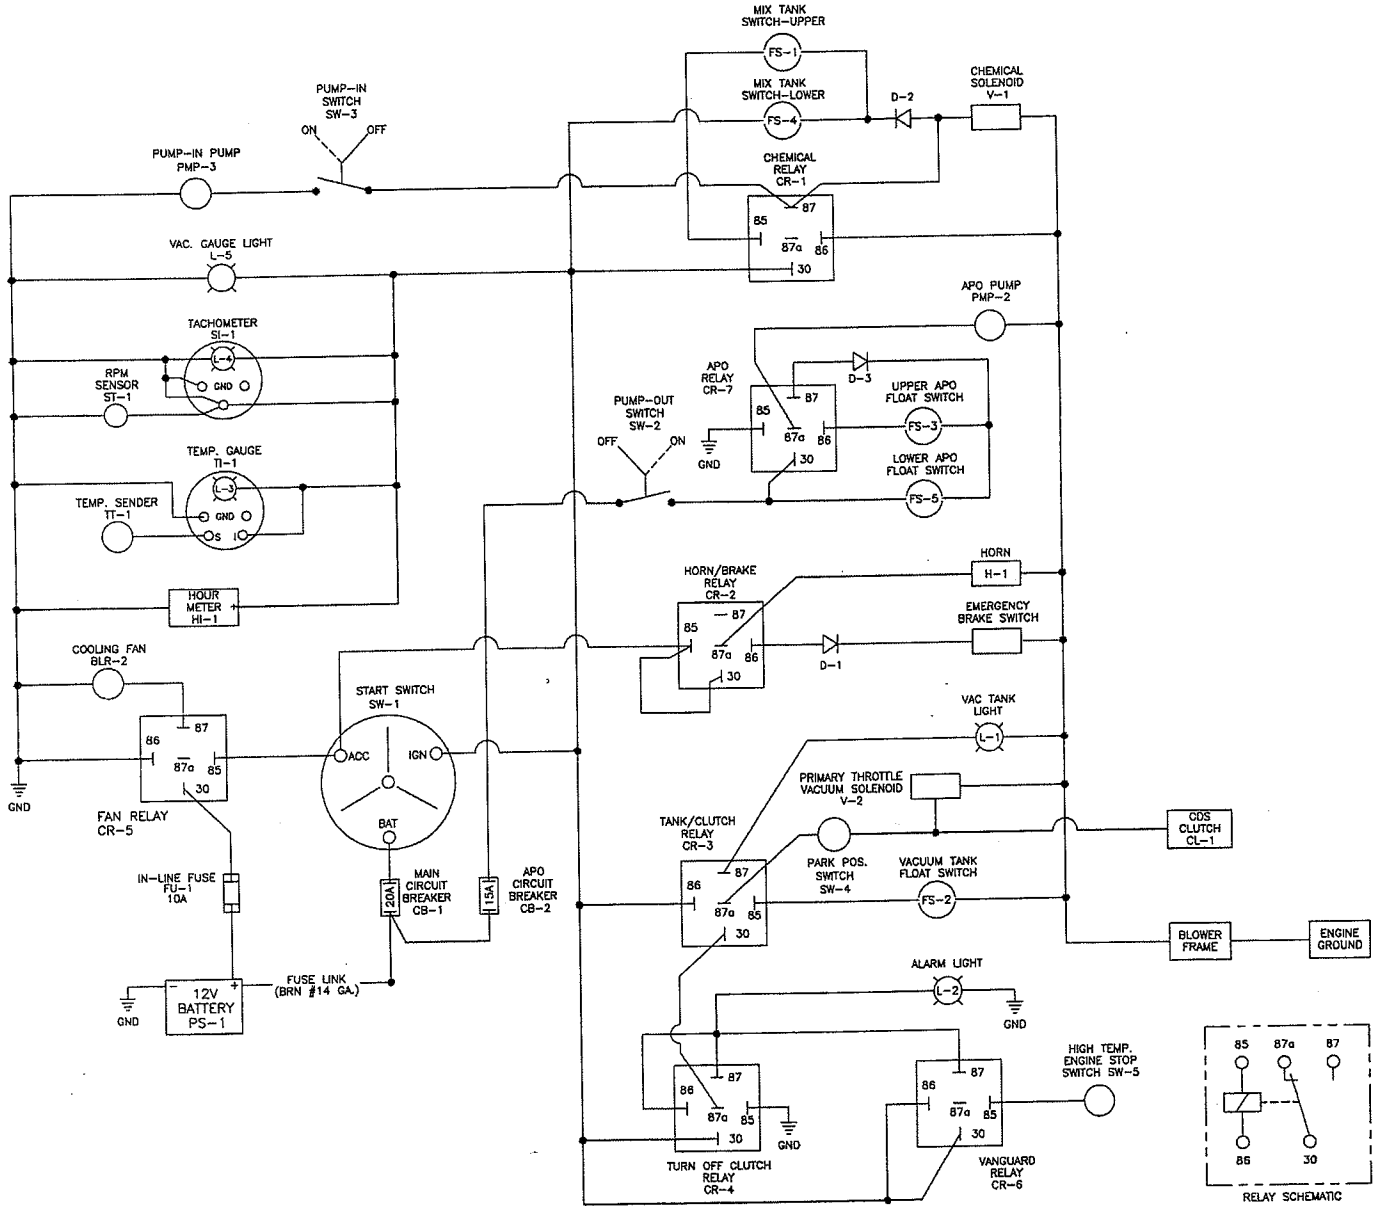 MIX TANK
SWITCH-UPPER
FS-1
MIX TANK
SWITCH-LOWER
FS-4
D-2
CHEMICAL
SOLENOID
V-1
PUMP-IN
SWITCH
SW-3
ON
OFF
PUMP-IN PUMP
PMP-3
CHEMICAL
RELAY
CR-1
87
85
87a
86
30
VAC. GAUGE LIGHT
L-5
TACHOMETER
SI-1
L-4
GND
RPM
SENSOR
ST-1
APO PUMP
PMP-2
APO
RELAY
CR-7
D-3
87
85
87a
86
30
GND
UPPER APO
FLOAT SWITCH
FS-3
LOWER APO
FLOAT SWITCH
FS-5
PUMP-OUT
SWITCH
SW-2
OFF
ON
TEMP. GAUGE
TI-1
L-3
GND
S
I
TEMP. SENDER
TT-1
HOUR
METER +
HI-1
HORN/BRAKE
RELAY
CR-2
87
85
87a
86
30
HORN
H-1
EMERGENCY
BRAKE SWITCH
D-1
COOLING FAN
BLR-2
START SWITCH
SW-1
ACC
IGN
BAT
86
87
87a
85
30
GND
FAN RELAY
CR-5
VAC TANK
LIGHT
L-1
PRIMARY THROTTLE
VACUUM SOLENOID
V-2
TANK/CLUTCH
RELAY
CR-3
87
86
87a
85
30
PARK POS.
SWITCH
SW-4
VACUUM TANK
FLOAT SWITCH
FS-2
CDS
CLUTCH
CL-1
IN-LINE FUSE
FU-1
10A
20A
MAIN
CIRCUIT
BREAKER
CB-1
15A
APO
CIRCUIT
BREAKER
CB-2
BLOWER
FRAME
ENGINE
GROUND
GND
- +
12V
BATTERY
PS-1
FUSE LINK
(BRN #14 GA.)
ALARM LIGHT
L-2
GND
87
86
87a
85
30
GND
TURN OFF CLUTCH
RELAY
CR-4
87
86
87a
85
30
VANGUARD
RELAY
CR-6
HIGH TEMP.
ENGINE STOP
SWITCH SW-5
85
87a
87
86
30
RELAY SCHEMATIC